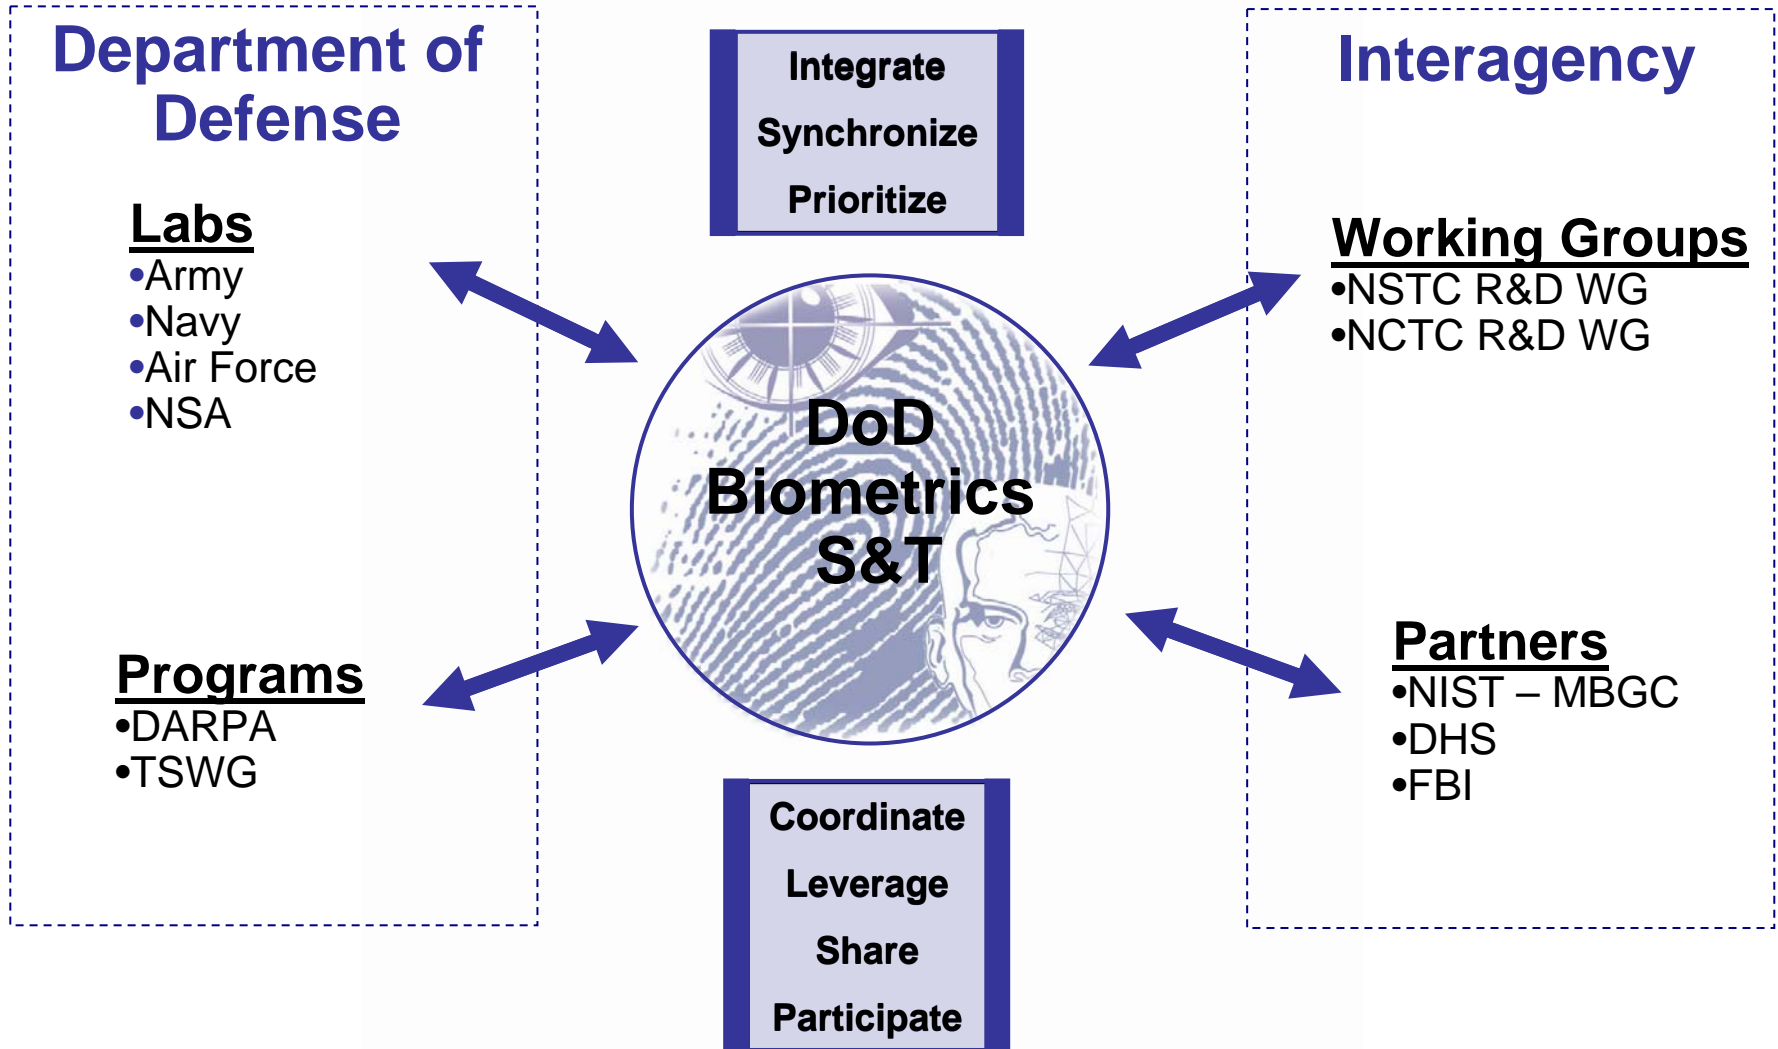 Department of
Defense
Labs
•Army
•Navy
•Air Force
•NSA
Programs
•DARPA
•TSWG
Integrate
Synchronize
Prioritize
DoD
Biometrics
S&T
Coordinate
Leverage
Share
Participate
Interagency
Working Groups
•NSTC R&D WG
•NCTC R&D WG
Partners
•NIST – MBGC
•DHS
•FBI